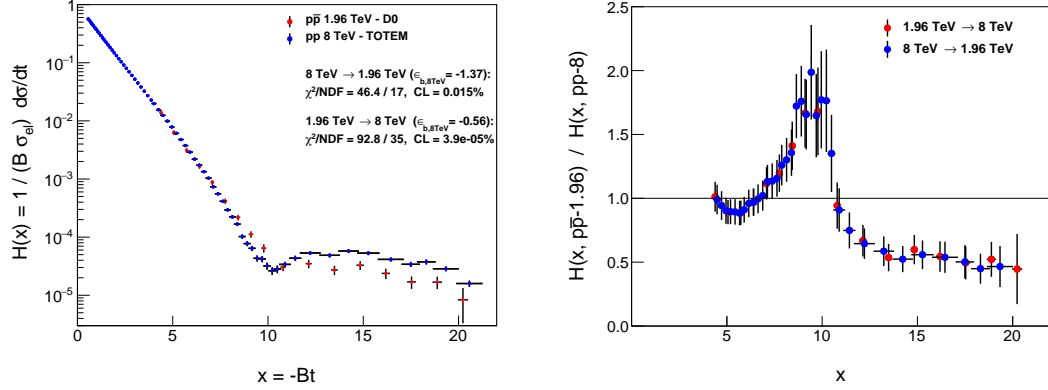 H(x) = 1 / (B σel) dσ/dt
1
10−1
10−2
10−3
10−4
10−5
0 5 10 15 20
x = -Bt
pp̅ 1.96 TeV - D0
pp 8 TeV - TOTEM
8 TeV → 1.96 TeV (ϵb,8TeV= -1.37):
χ2/NDF = 46.4 / 17, CL = 0.015%
1.96 TeV → 8 TeV (ϵb,8TeV= -0.56):
χ2/NDF = 92.8 / 35, CL = 3.9e-05%
H(x, pp̅-1.96) / H(x, pp-8)
2.5
2.0
1.5
1.0
0.5
0.0
5 10 15 20
x
1.96 TeV → 8 TeV
8 TeV → 1.96 TeV